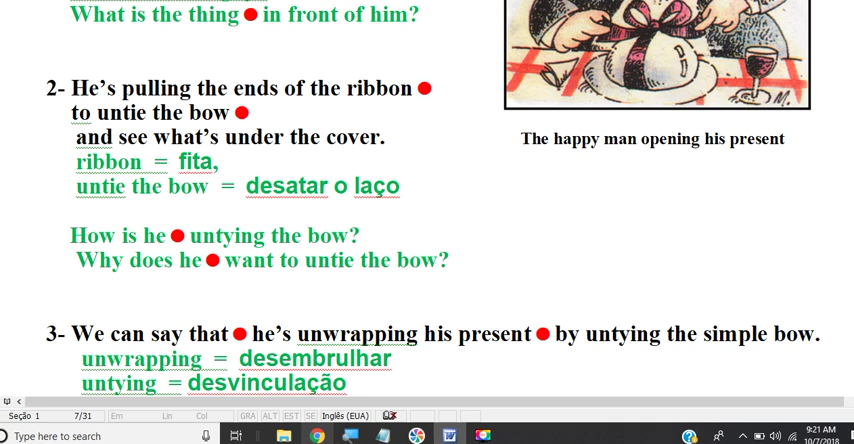 What is the thing ● in front of him?
2- He's pulling the ends of the ribbon ●
to untie the bow ●
and see what's under the cover.
ribbon = fita,
untie the bow = desatar o laço
The happy man opening his present
How is he ● untying the bow?
Why does he ● want to untie the bow?
3- We can say that ● he's unwrapping his present ● by untying the simple bow.
unwrapping = desembrulhar
untying = desvinculação
Seção 1 7/31 Em Lin Col GRA ALT EST SE Inglês (EUA)
Type here to search
9:21 AM
10/7/2018